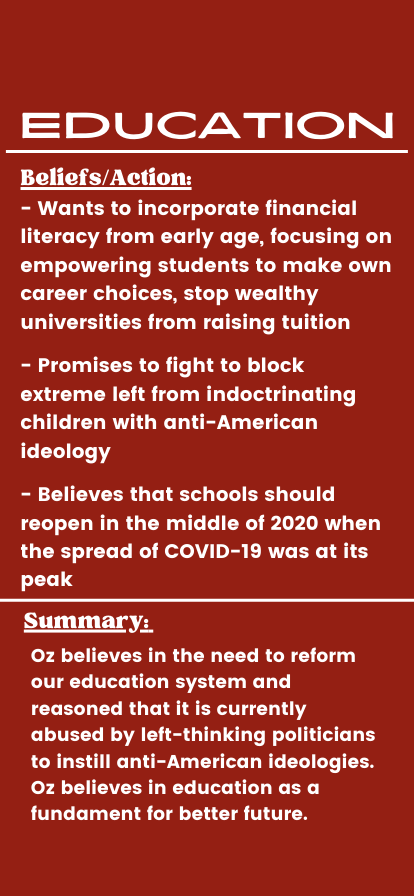 EDUCATION
Beliefs/Action:
- Wants to incorporate financial
literacy from early age, focusing on
empowering students to make own
career choices, stop wealthy
universities from raising tuition
- Promises to fight to block
extreme left from indoctrinating
children with anti-American
ideology
- Believes that schools should
reopen in the middle of 2020 when
the spread of COVID-19 was at its
peak
Summary:
Oz believes in the need to reform
our education system and
reasoned that it is currently
abused by left-thinking politicians
to instill anti-American ideologies.
Oz believes in education as a
fundament for better future.